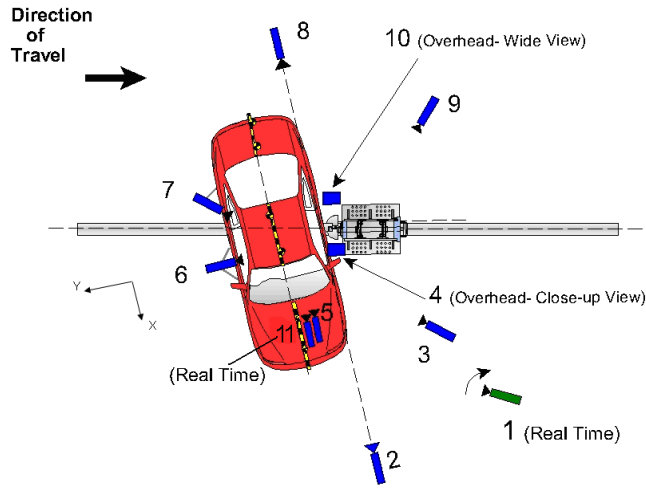 Direction
of
Travel
8
10 (Overhead- Wide View)
9
7
6
Y
X
4 (Overhead- Close-up View)
5
11
3
(Real Time)
1 (Real Time)
2